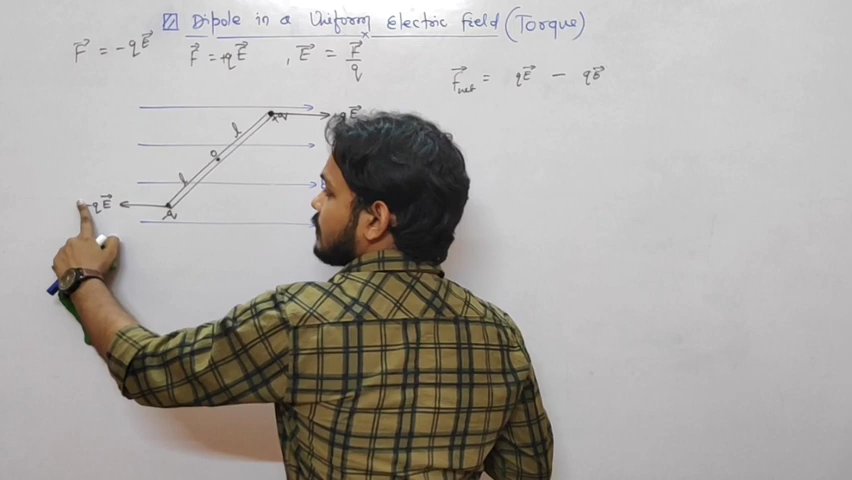 Dipole in a Uniform Electric field (Torque)
F⃗ = -qE⃗
F⃗ = +qE⃗ , E⃗ = F⃗/q
F⃗net = qE⃗ - qE⃗
l
O
l
qE⃗
-qE⃗
-q